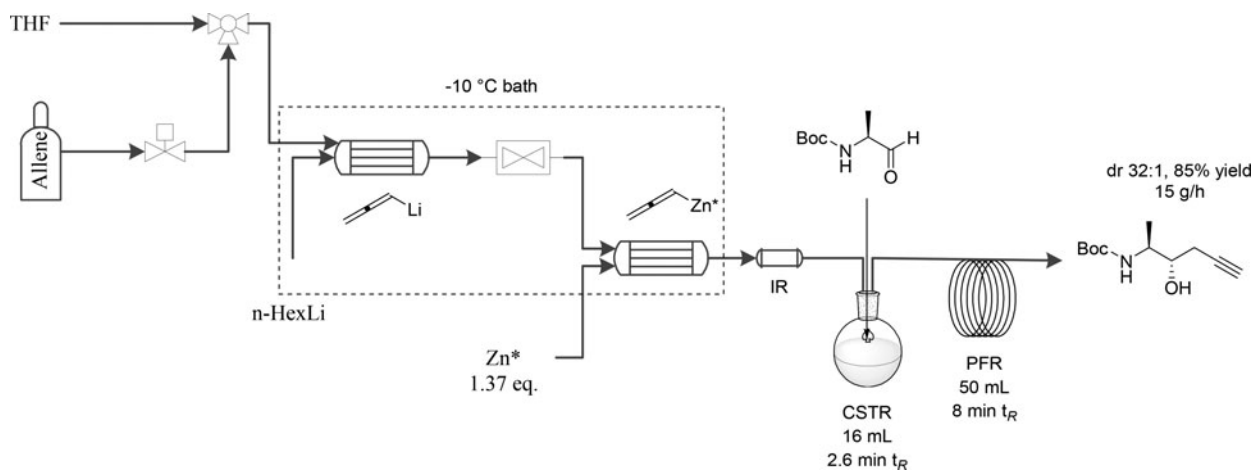 THF
Allene
-10 °C bath
Li
Zn*
n-HexLi
Zn*
1.37 eq.
IR
Boc
N
H
H
O
CSTR
16 mL
2.6 min tR
PFR
50 mL
8 min tR
dr 32:1, 85% yield
15 g/h
Boc
N
H
OH